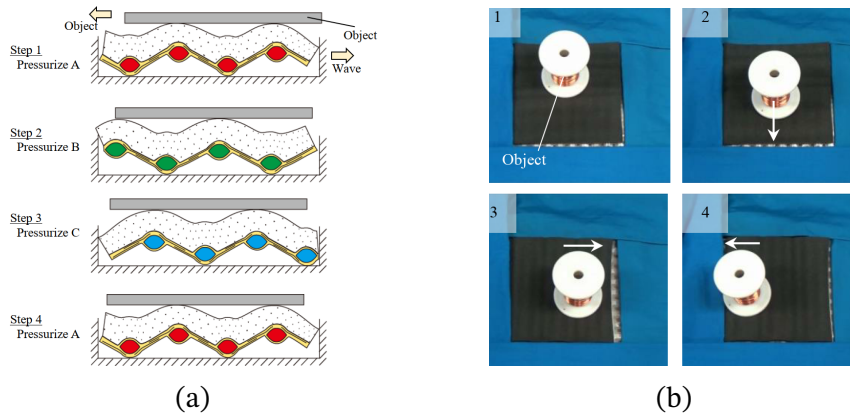 Object
Object
Step 1
Pressurize A
Wave
Step 2
Pressurize B
Step 3
Pressurize C
Step 4
Pressurize A
(a)
1
2
Object
3
4
(b)